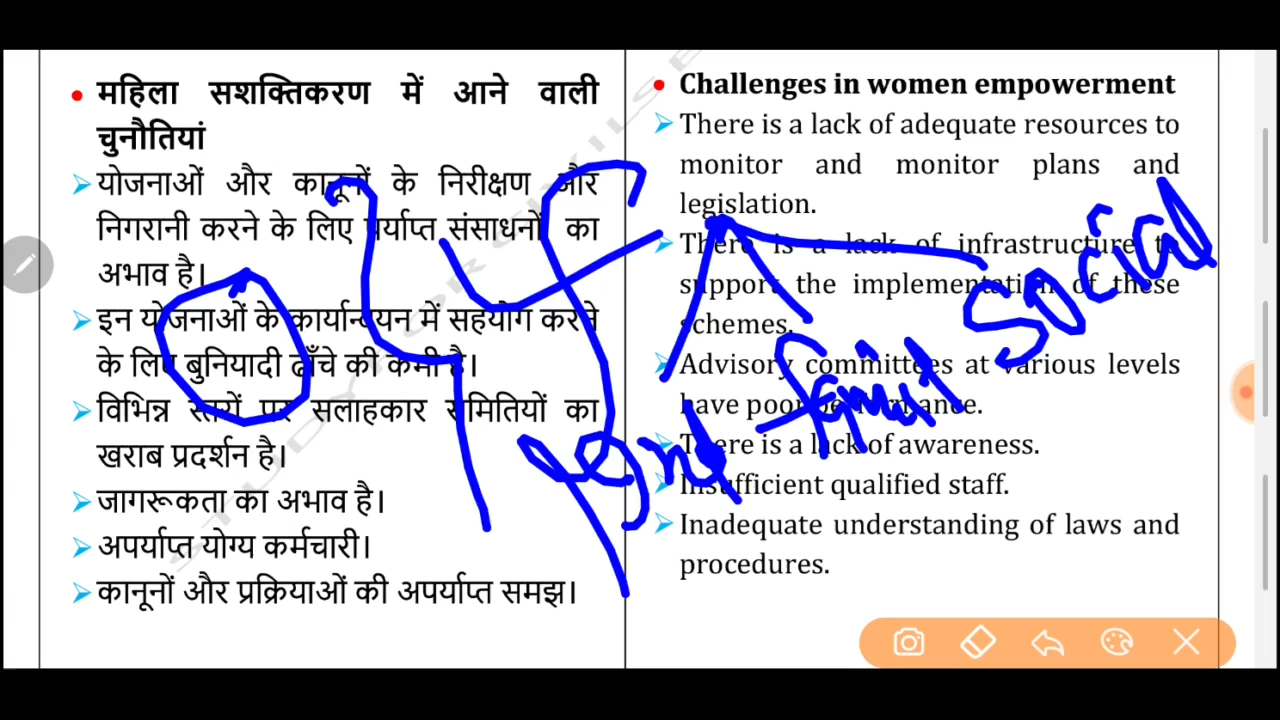 • महिला सशक्तिकरण में आने वाली
चुनौतियां
➢ योजनाओं और कानूनों के निरीक्षण और
निगरानी करने के लिए पर्याप्त संसाधनों का
अभाव है।
➢ इन योजनाओं के कार्यान्वयन में सहयोग करने
के लिए बुनियादी ढाँचे की कमी है।
➢ विभिन्न स्तरों पर सलाहकार समितियों का
खराब प्रदर्शन है।
➢ जागरूकता का अभाव है।
➢ अपर्याप्त योग्य कर्मचारी।
➢ कानूनों और प्रक्रियाओं की अपर्याप्त समझ।
• Challenges in women empowerment
➢ There is a lack of adequate resources to
monitor and monitor plans and
legislation.
➢ There is a lack of infrastructure to
support the implementation of these
schemes.
➢ Advisory committees at various levels
have poor performance.
➢ There is a lack of awareness.
➢ Insufficient qualified staff.
➢ Inadequate understanding of laws and
procedures.
social